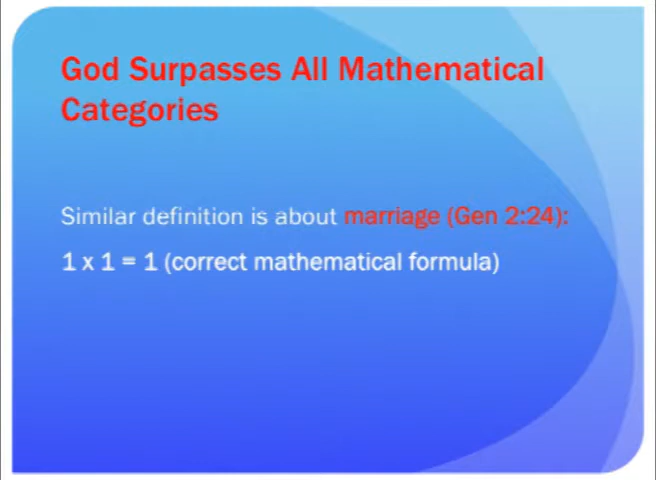 God Surpasses All Mathematical
Categories
Similar definition is about marriage (Gen 2:24):
1 x 1 = 1 (correct mathematical formula)